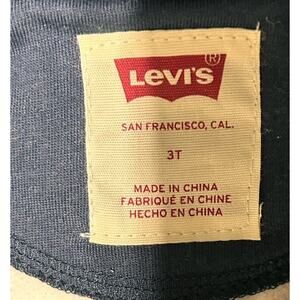 LEVI'S®
SAN FRANCISCO, CAL.
3T
MADE IN CHINA
FABRIQUÉ EN CHINE
HECHO EN CHINA